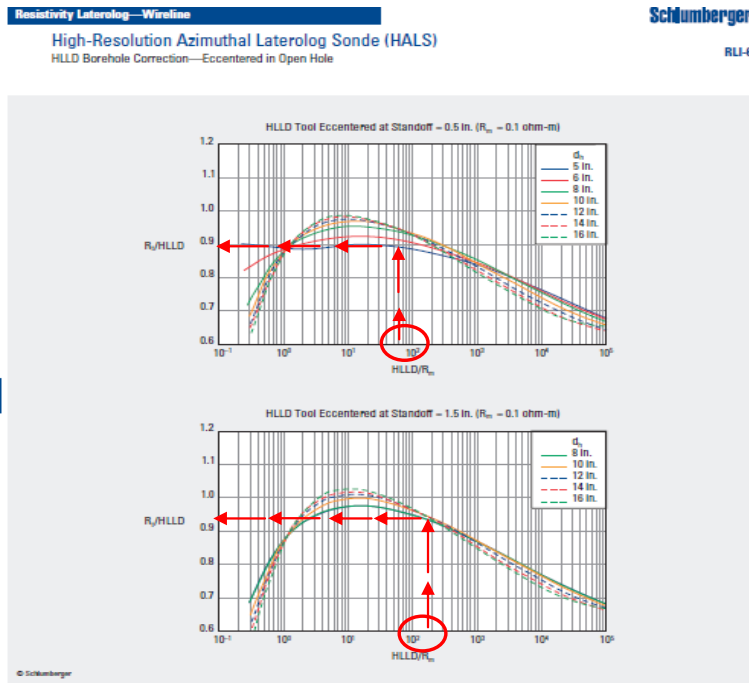 Resistivity Laterolog—Wireline
Schlumberger
High-Resolution Azimuthal Laterolog Sonde (HALS)
HLLD Borehole Correction—Eccentered in Open Hole
RLl-6
HLLD Tool Eccentered at Standoff – 0.5 in. (Rm – 0.1 ohm-m)
1.2
1.1
1.0
Rt/HLLD
0.9
0.8
0.7
0.6
dh
5 in.
6 in.
8 in.
10 in.
12 in.
14 in.
16 in.
10⁻¹ 10⁰ 10¹ 10² 10³ 10⁴ 10⁵
HLLD/Rm
HLLD Tool Eccentered at Standoff – 1.5 in. (Rm – 0.1 ohm-m)
1.2
1.1
1.0
Rt/HLLD
0.9
0.8
0.7
0.6
dh
8 in.
10 in.
12 in.
14 in.
16 in.
10⁻¹ 10⁰ 10¹ 10² 10³ 10⁴ 10⁵
HLLD/Rm
© Schlumberger